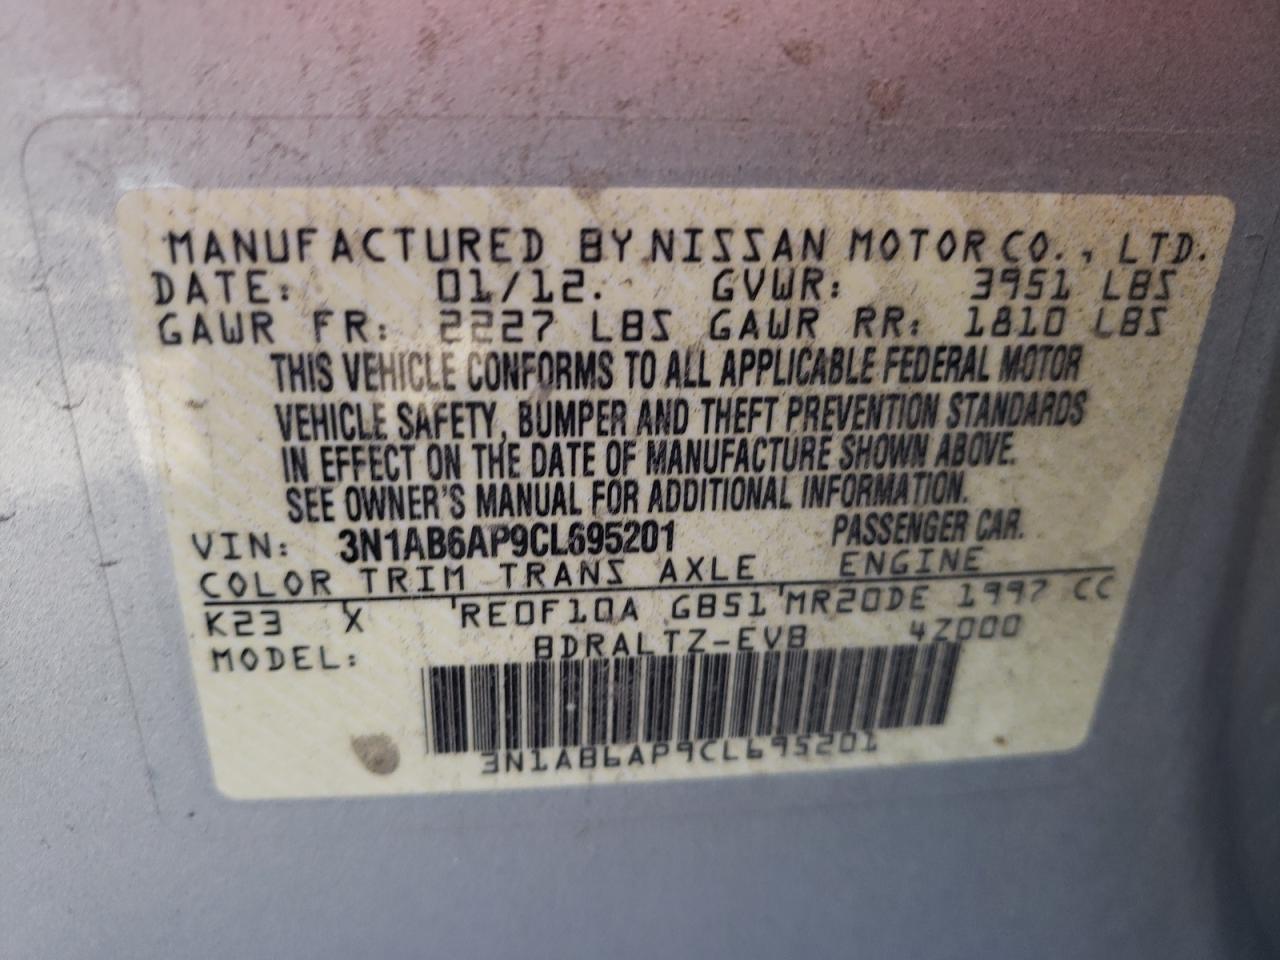 MANUFACTURED BY NISSAN MOTOR CO., LTD.
DATE: 01/12. GVWR: 3951 LBS
GAWR FR: 2227 LBS GAWR RR: 1810 LBS
THIS VEHICLE CONFORMS TO ALL APPLICABLE FEDERAL MOTOR
VEHICLE SAFETY, BUMPER AND THEFT PREVENTION STANDARDS
IN EFFECT ON THE DATE OF MANUFACTURE SHOWN ABOVE.
SEE OWNER'S MANUAL FOR ADDITIONAL INFORMATION.
VIN: 3N1AB6AP9CL695201 PASSENGER CAR.
COLOR TRIM TRANS AXLE ENGINE
K23 X 'RE0F10A GB51'MR20DE 1997 CC
MODEL: BDRALTZ-EVB 4Z000
3N1AB6AP9CL695201